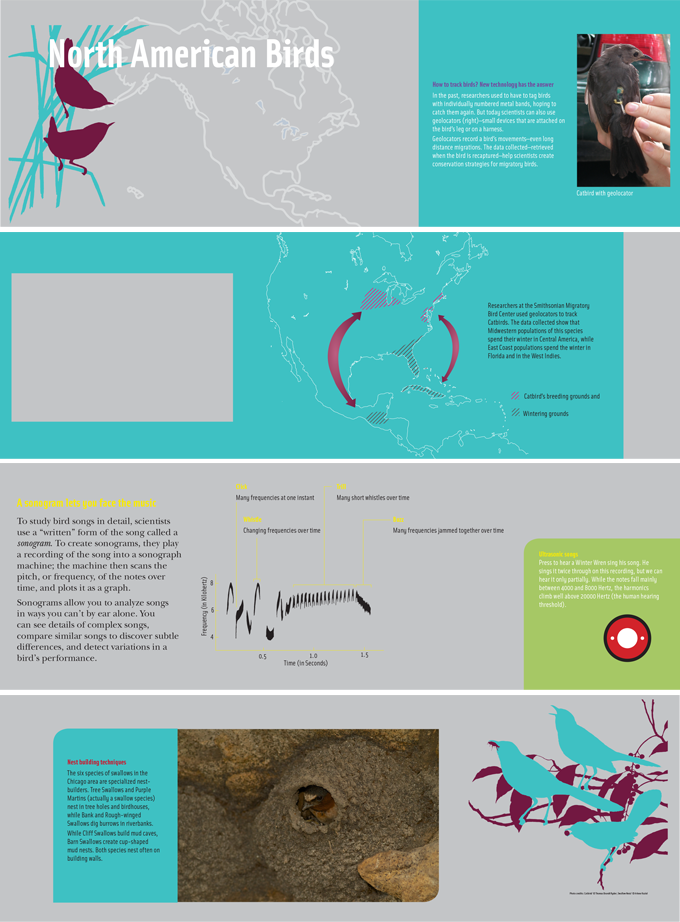 North American Birds
How to track birds? New technology has the answer
In the past, researchers used to have to tag birds
with individually numbered metal bands, hoping to
catch them again. But today scientists can also use
geolocators (right)—small devices that are attached on
the bird's leg or on a harness.
Geolocators record a bird's movements—even long
distance migrations. The data collected—retrieved
when the bird is recaptured—help scientists create
conservation strategies for migratory birds.
Catbird with geolocator
Researchers at the Smithsonian Migratory
Bird Center used geolocators to track
Catbirds. The data collected show that
Midwestern populations of this species
spend their winter in Central America, while
East Coast populations spend the winter in
Florida and in the West Indies.
Catbird's breeding grounds and
Wintering grounds
A sonogram lets you face the music
To study bird songs in detail, scientists
use a "written" form of the song called a
sonogram. To create sonograms, they play
a recording of the song into a sonograph
machine; the machine then scans the
pitch, or frequency, of the notes over
time, and plots it as a graph.
Sonograms allow you to analyze songs
in ways you can't by ear alone. You
can see details of complex songs,
compare similar songs to discover subtle
differences, and detect variations in a
bird's performance.
Many frequencies at one instant
Many short whistles over time
Changing frequencies over time
Many frequencies jammed together over time
Frequency (in Kilohertz)
8
6
4
0.5
1.0
1.5
Time (in Seconds)
Ultrasonic songs
Press to hear a Winter Wren sing his song. He
sings it twice through on this recording, but we can
hear it only partially. While the notes fall mainly
between 4000 and 8000 Hertz, the harmonics
climb well above 20000 Hertz (the human hearing
threshold).
Nest building techniques
The six species of swallows in the
Chicago area are specialized nest-
builders. Tree Swallows and Purple
Martins (actually a swallow species)
nest in tree holes and birdhouses,
while Bank and Rough-winged
Swallows dig burrows in riverbanks.
While Cliff Swallows build mud caves,
Barn Swallows create cup-shaped
mud nests. Both species nest often on
building walls.